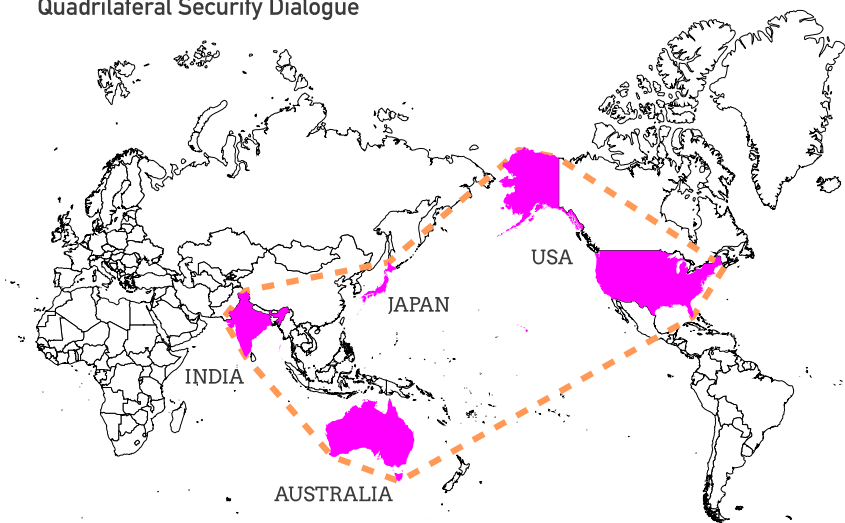 Quadrilateral Security Dialogue
USA
JAPAN
INDIA
AUSTRALIA